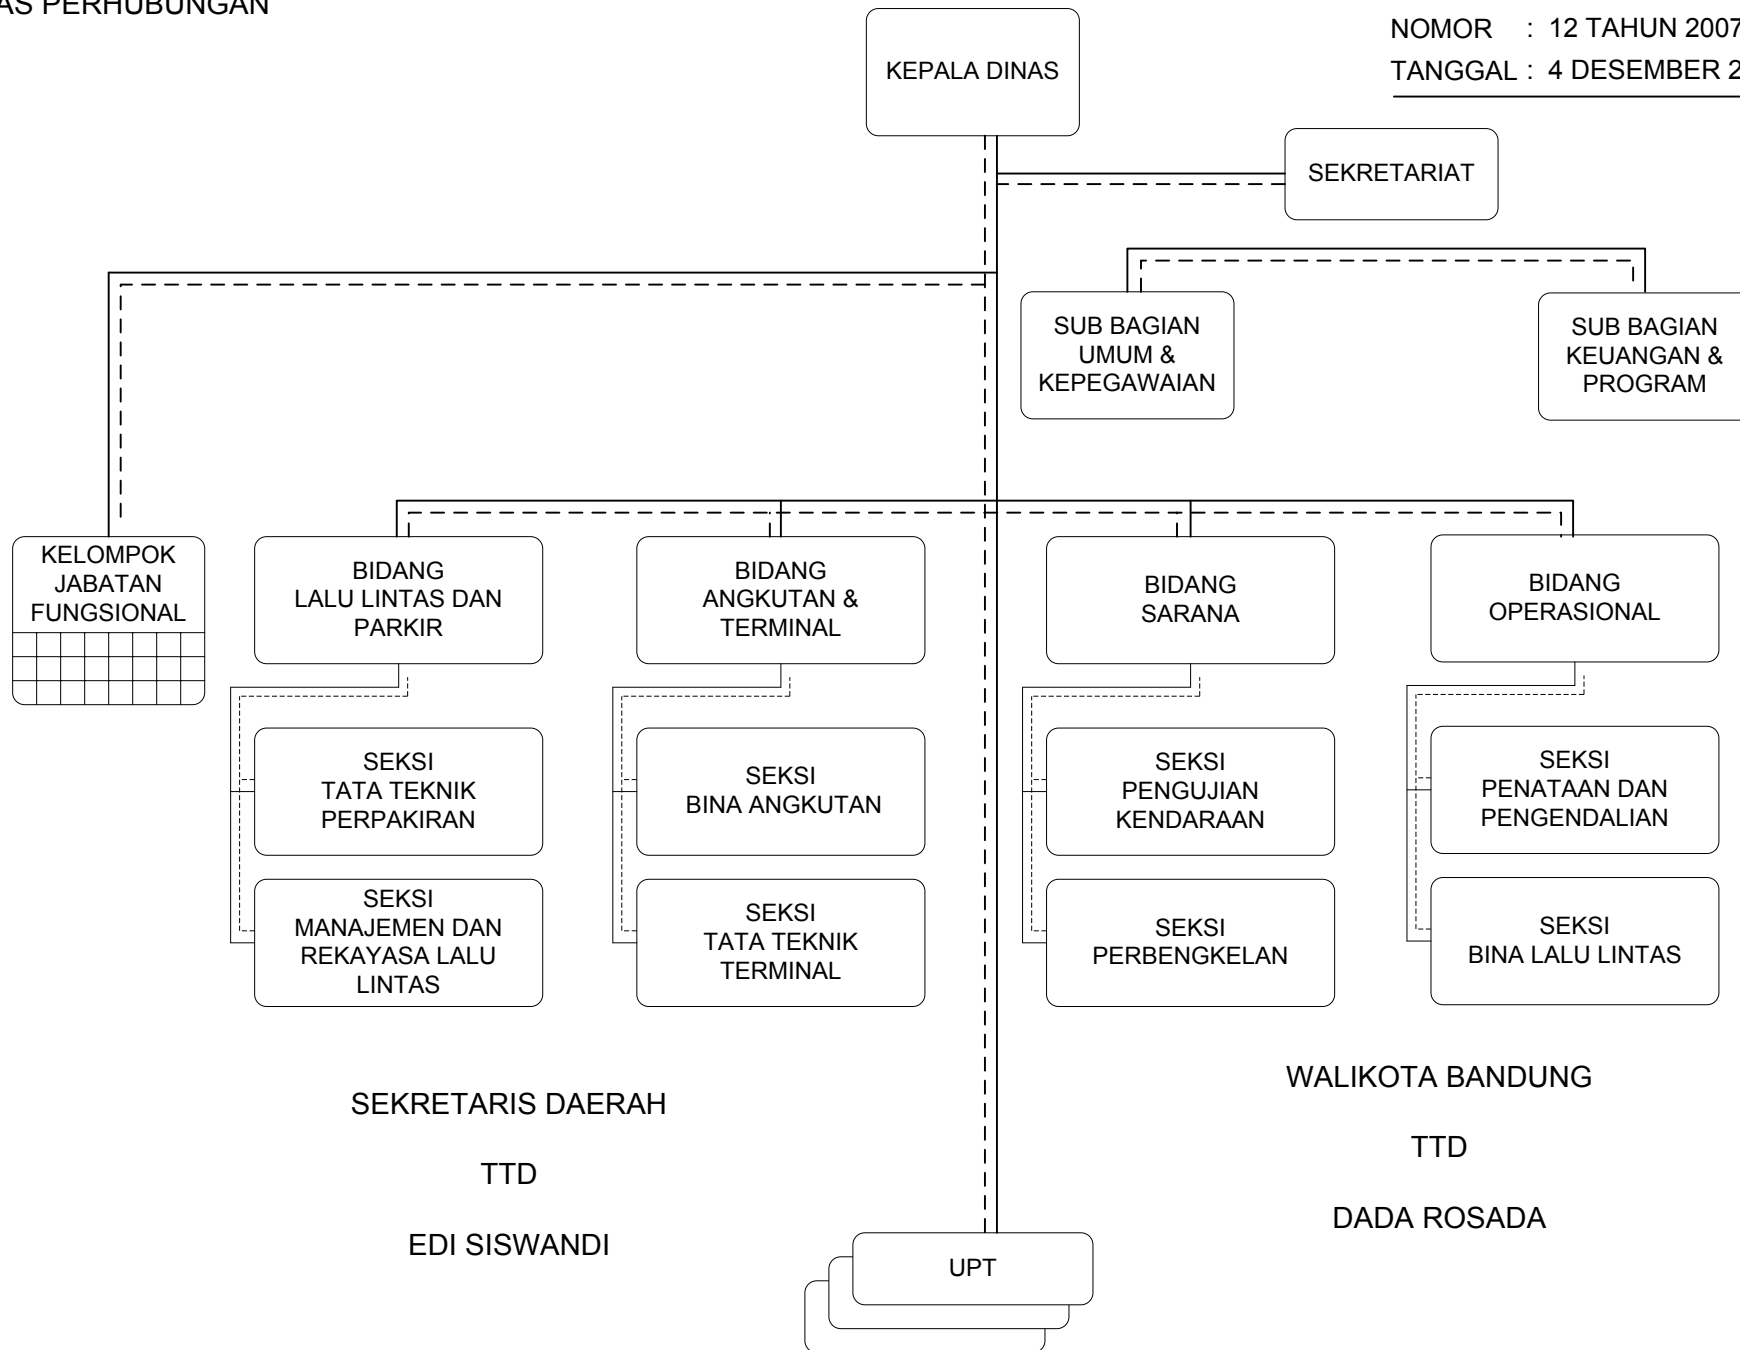 PERHUBUNGAN
NOMOR : 12 TAHUN 2007
TANGGAL : 4 DESEMBER
KEPALA DINAS
SEKRETARIAT
SUB BAGIAN
UMUM &
KEPEGAWAIAN
SUB BAGIAN
KEUANGAN &
PROGRAM
KELOMPOK
JABATAN
FUNGSIONAL
BIDANG
LALU LINTAS DAN
PARKIR
BIDANG
ANGKUTAN &
TERMINAL
BIDANG
SARANA
BIDANG
OPERASIONAL
SEKSI
TATA TEKNIK
PERPAKIRAN
SEKSI
BINA ANGKUTAN
SEKSI
PENGUJIAN
KENDARAAN
SEKSI
PENATAAN DAN
PENGENDALIAN
SEKSI
MANAJEMEN DAN
REKAYASA LALU
LINTAS
SEKSI
TATA TEKNIK
TERMINAL
SEKSI
PERBENGKELAN
SEKSI
BINA LALU LINTAS
SEKRETARIS DAERAH
TTD
EDI SISWANDI
WALIKOTA BANDUNG
TTD
DADA ROSADA
UPT